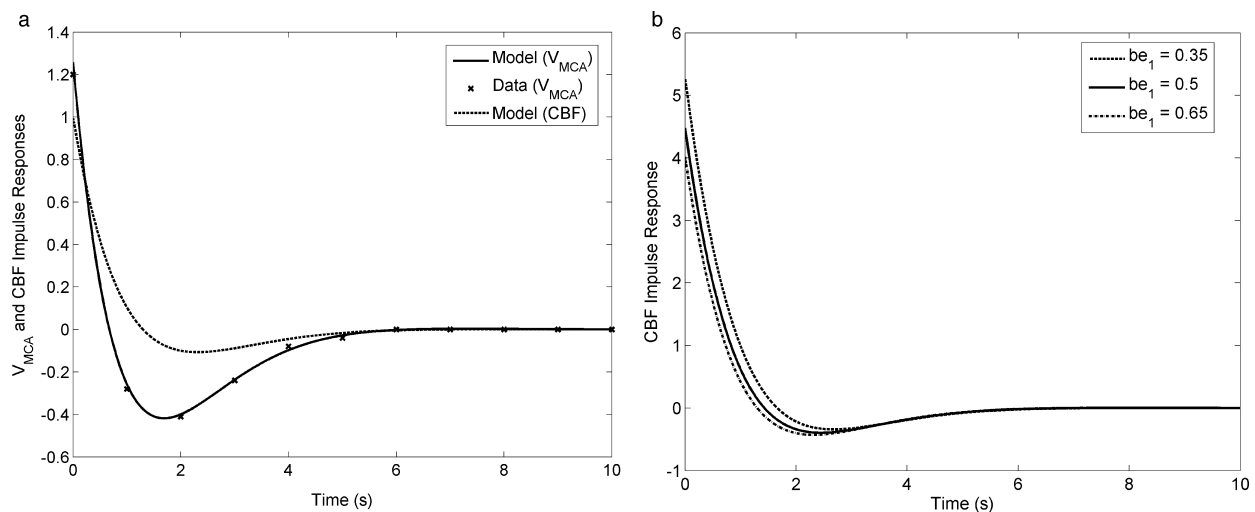 a
V_MCA and CBF Impulse Responses
1.4
1.2
1
0.8
0.6
0.4
0.2
0
-0.2
-0.4
-0.6
Model (V_MCA)
Data (V_MCA)
Model (CBF)
0 2 4 6 8 10
Time (s)
b
CBF Impulse Response
6
5
4
3
2
1
0
-1
be_1 = 0.35
be_1 = 0.5
be_1 = 0.65
0 2 4 6 8 10
Time (s)